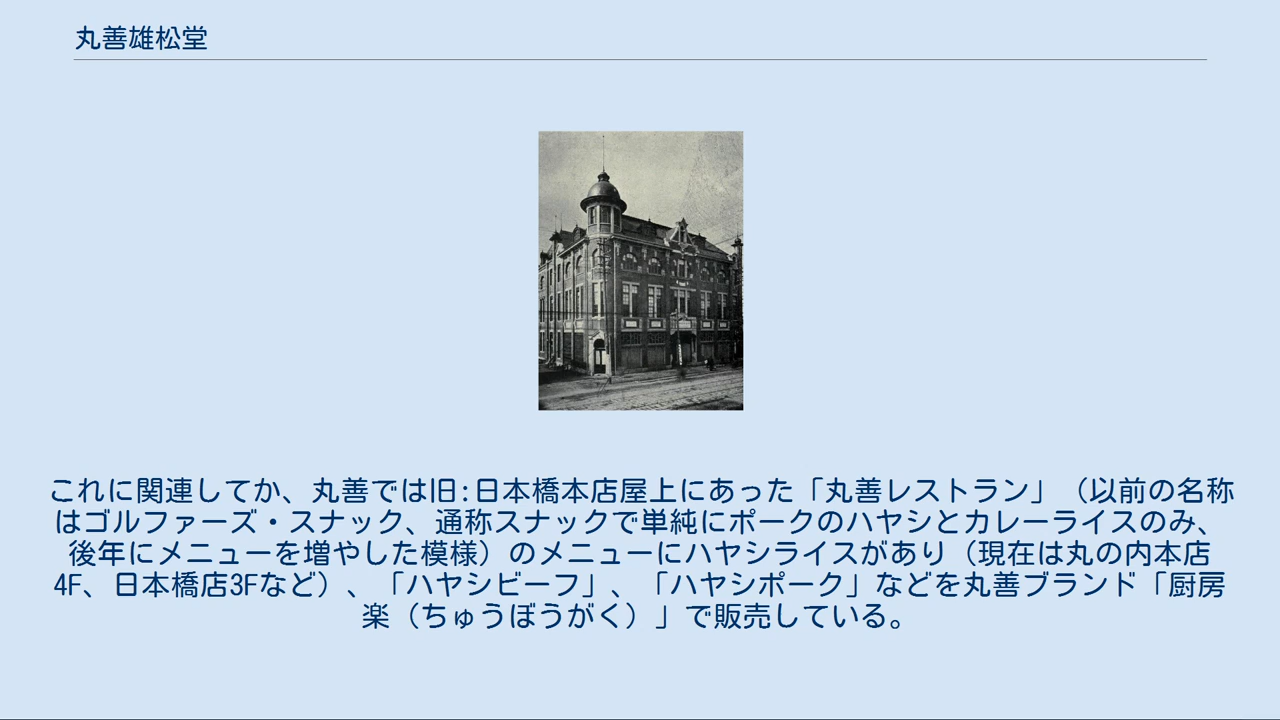 丸善雄松堂
これに関連してか、丸善では旧:日本橋本店屋上にあった「丸善レストラン」（以前の名称
はゴルファーズ・スナック、通称スナックで単純にポークのハヤシとカレーライスのみ、
後年にメニューを増やした模様）のメニューにハヤシライスがあり（現在は丸の内本店
4F、日本橋店3Fなど）、「ハヤシビーフ」、「ハヤシポーク」などを丸善ブランド「厨房
楽（ちゅうぼうがく）」で販売している。